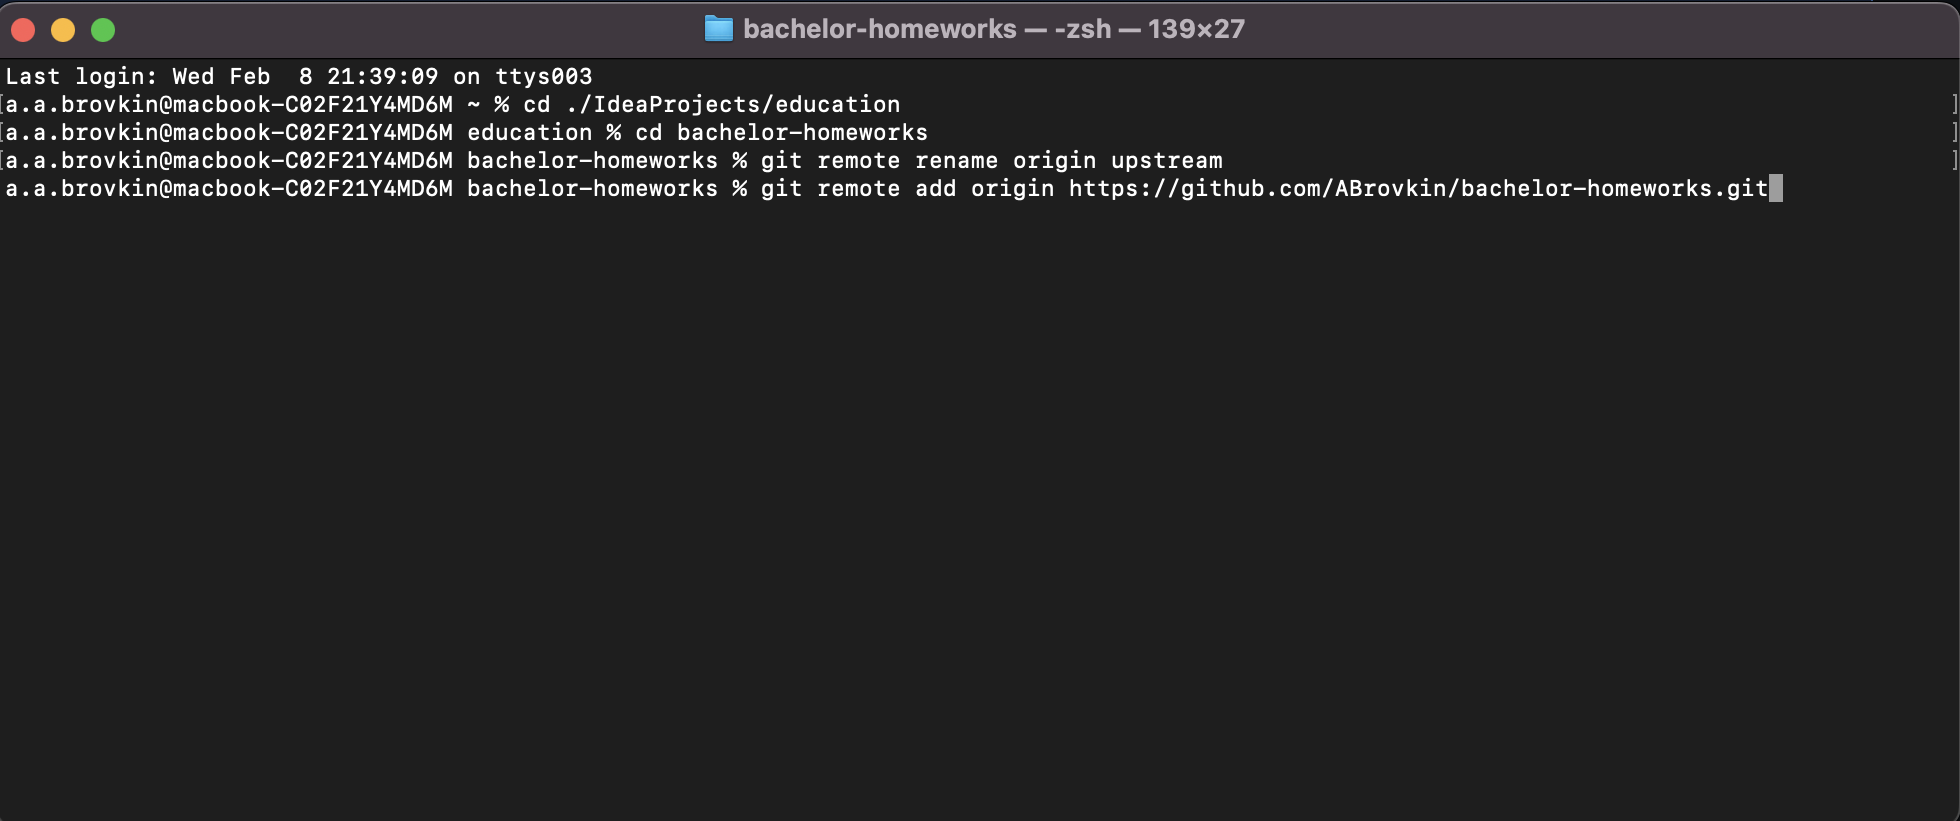 bachelor-homeworks — -zsh — 139×27
Last login: Wed Feb  8 21:39:09 on ttys003
[a.a.brovkin@macbook-C02F21Y4MD6M ~ % cd ./IdeaProjects/education ]
[a.a.brovkin@macbook-C02F21Y4MD6M education % cd bachelor-homeworks ]
[a.a.brovkin@macbook-C02F21Y4MD6M bachelor-homeworks % git remote rename origin upstream ]
a.a.brovkin@macbook-C02F21Y4MD6M bachelor-homeworks % git remote add origin https://github.com/ABrovkin/bachelor-homeworks.git